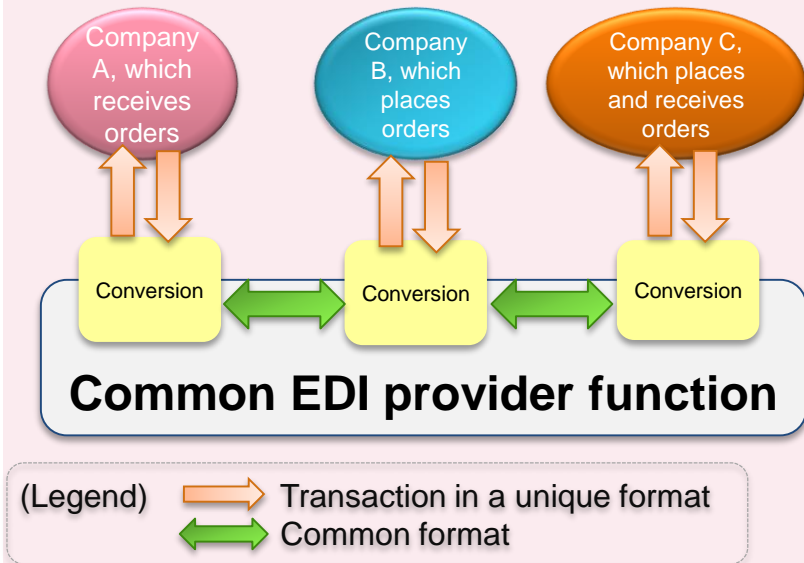 Company
A, which
receives
orders
Company
B, which
places
orders
Company C,
which places
and receives
orders
Conversion
Conversion
Conversion
Common EDI provider function
(Legend)
Transaction in a unique format
Common format